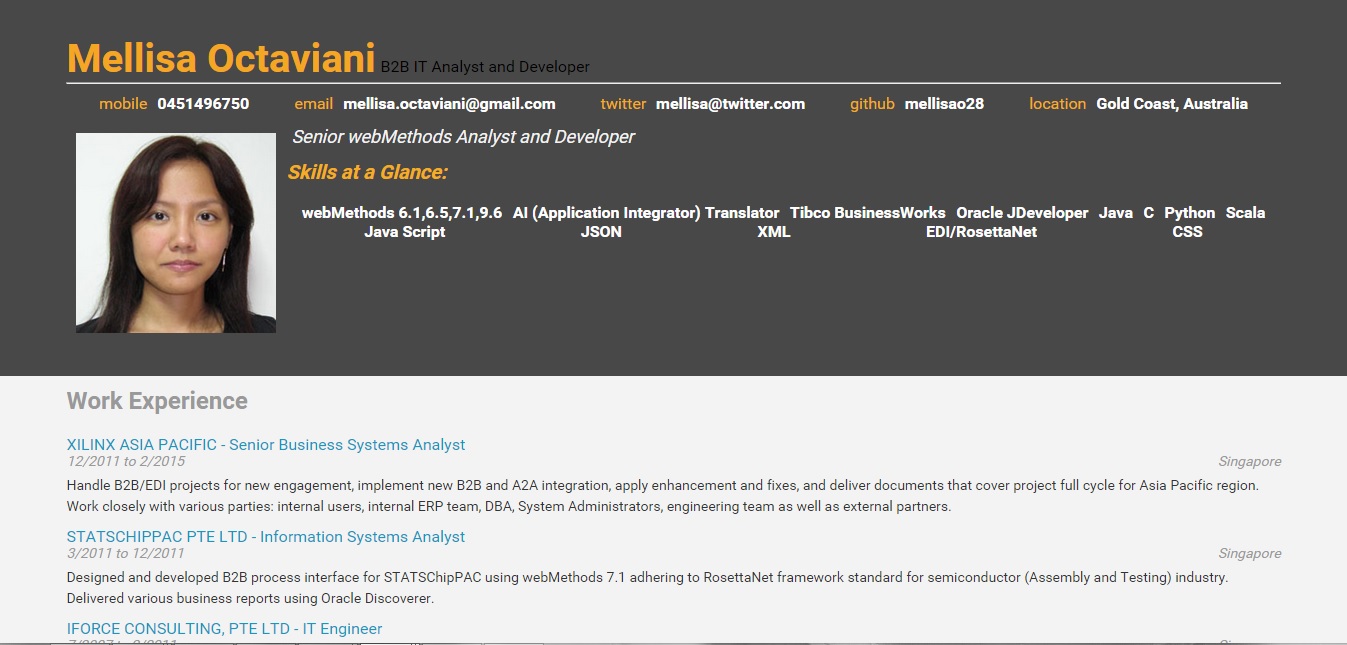 Mellisa Octaviani B2B IT Analyst and Developer
mobile 0451496750 email mellisa.octaviani@gmail.com twitter mellisa@twitter.com github mellisao28 location Gold Coast, Australia
Senior webMethods Analyst and Developer
Skills at a Glance:
webMethods 6.1,6.5,7.1,9.6 AI (Application Integrator) Translator Tibco BusinessWorks Oracle JDeveloper Java C Python Scala
Java Script JSON XML EDI/RosettaNet CSS
Work Experience
XILINX ASIA PACIFIC - Senior Business Systems Analyst
12/2011 to 2/2015 Singapore
Handle B2B/EDI projects for new engagement, implement new B2B and A2A integration, apply enhancement and fixes, and deliver documents that cover project full cycle for Asia Pacific region.
Work closely with various parties: internal users, internal ERP team, DBA, System Administrators, engineering team as well as external partners.
STATSCHIPPAC PTE LTD - Information Systems Analyst
3/2011 to 12/2011 Singapore
Designed and developed B2B process interface for STATSChipPAC using webMethods 7.1 adhering to RosettaNet framework standard for semiconductor (Assembly and Testing) industry.
Delivered various business reports using Oracle Discoverer.
IFORCE CONSULTING, PTE LTD - IT Engineer